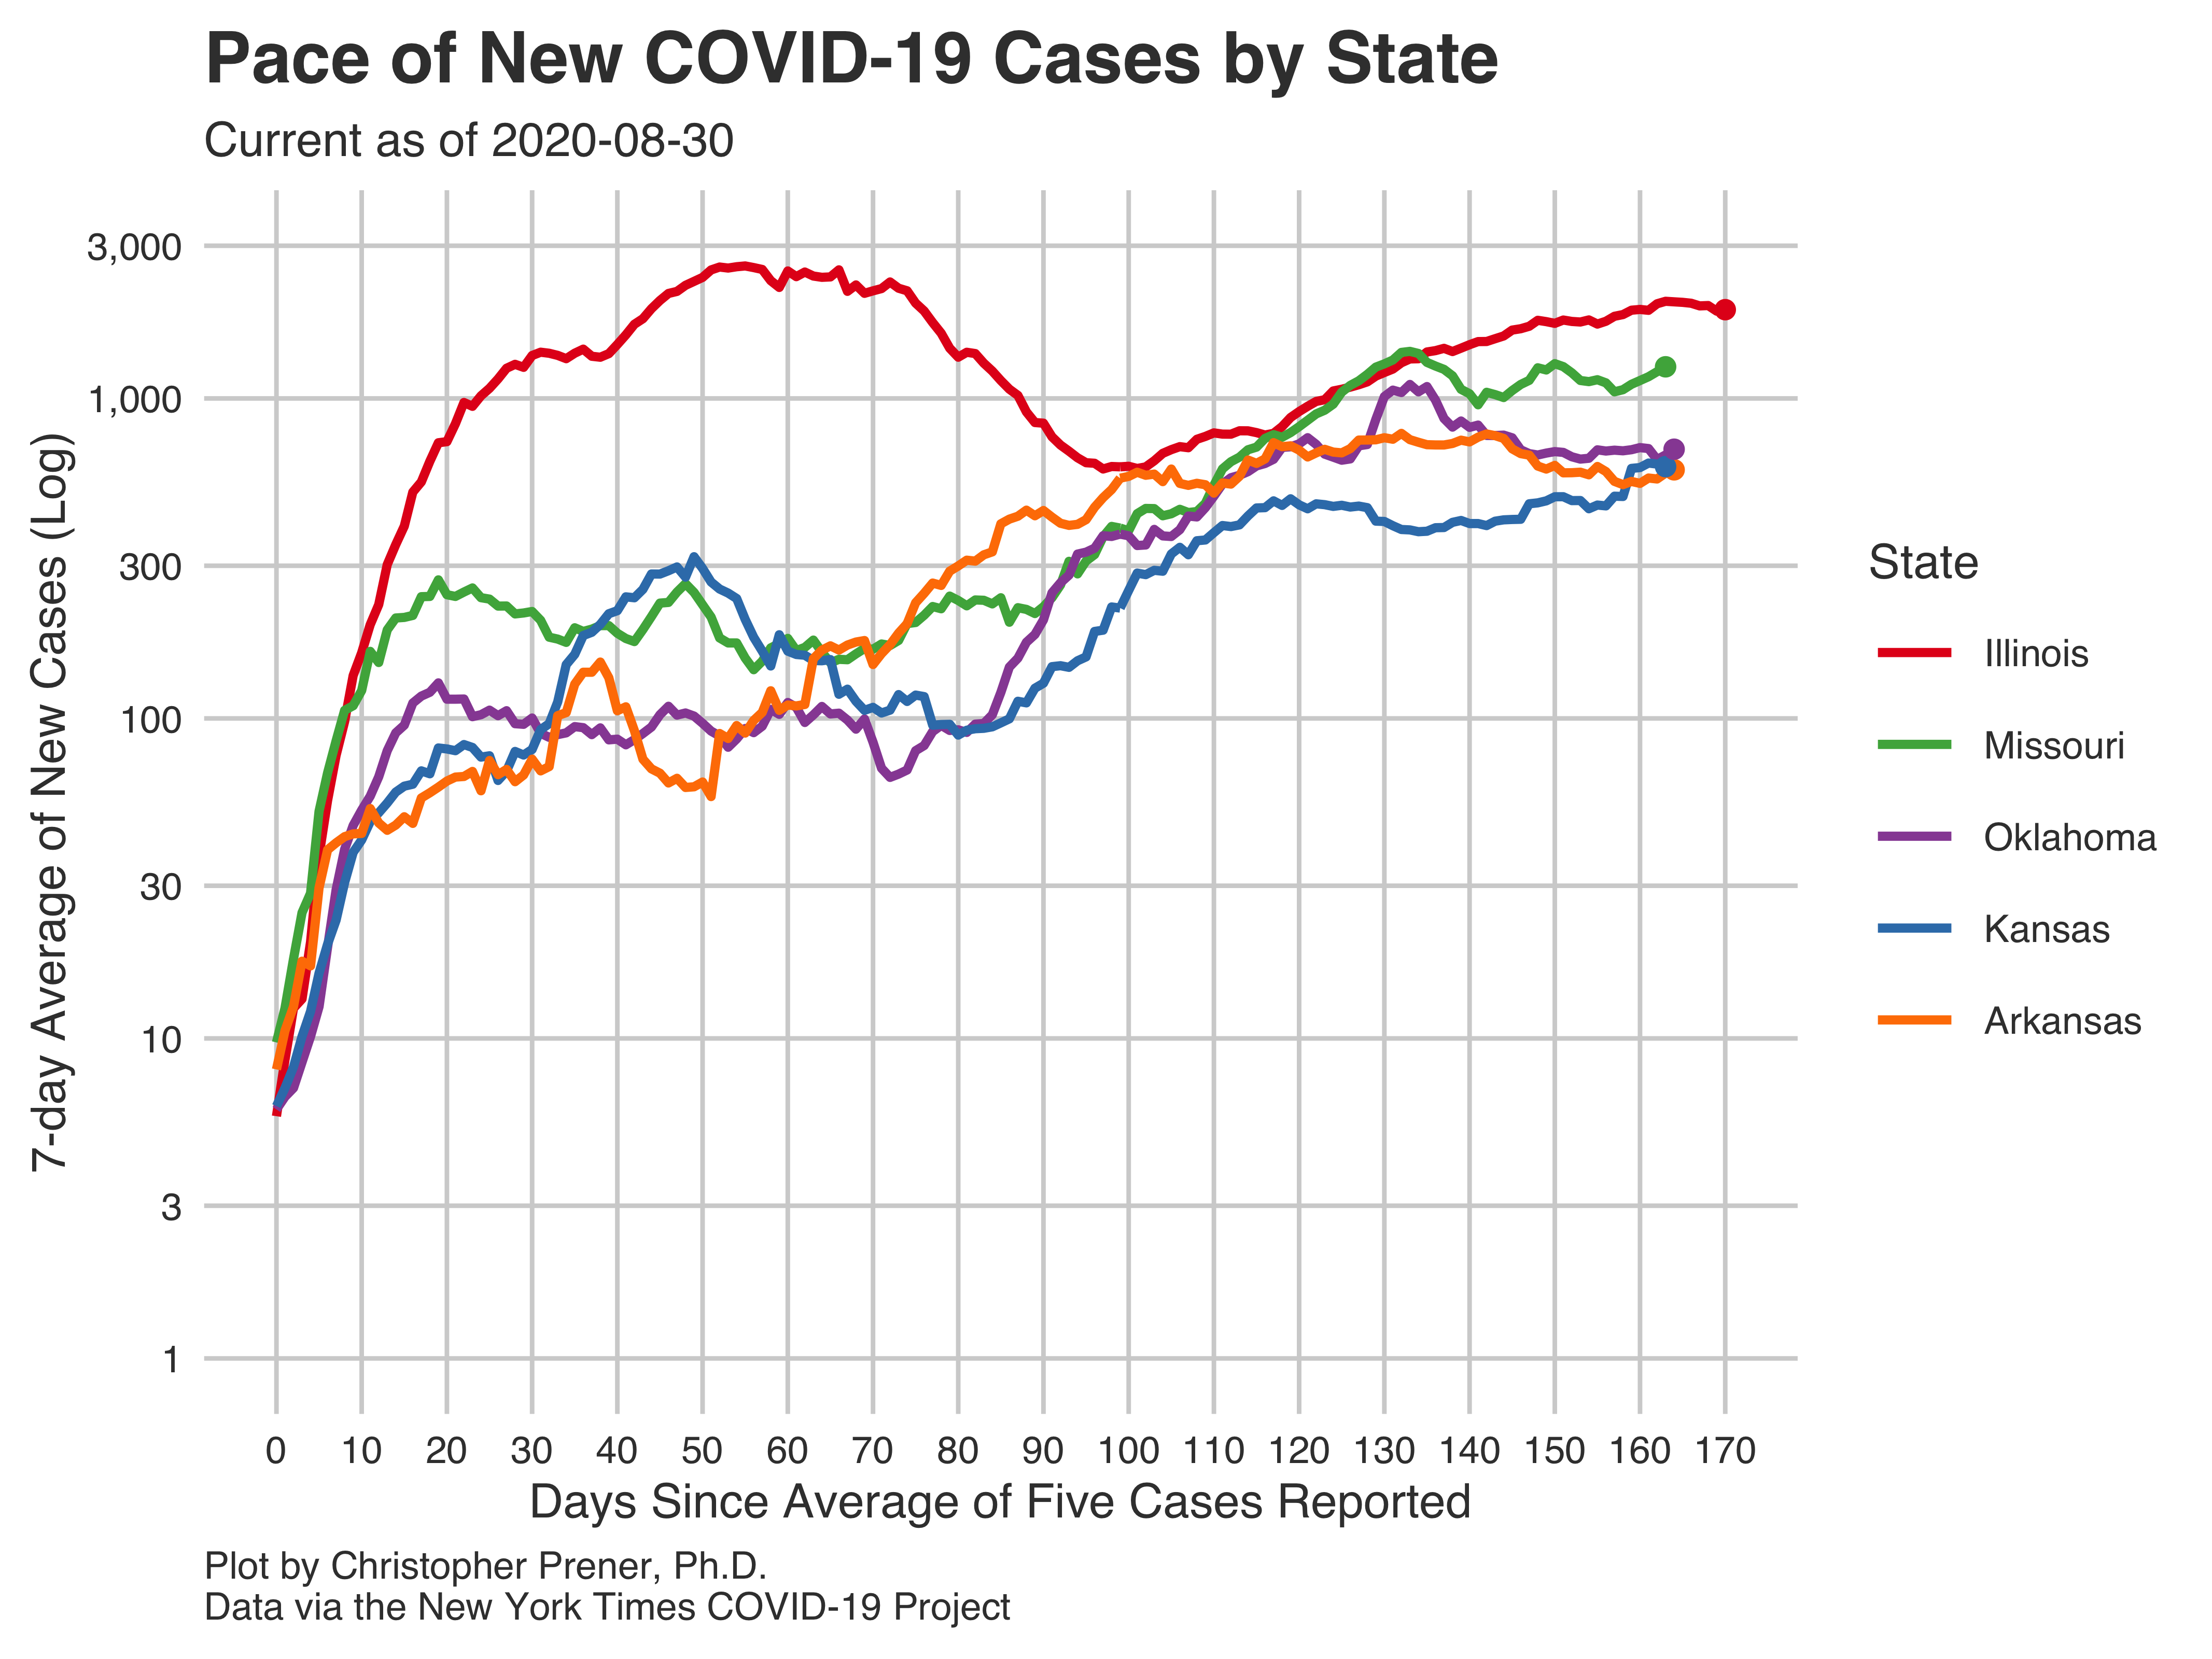 Pace of New COVID-19 Cases by State
Current as of 2020-08-30
7-day Average of New Cases (Log)
3,000
1,000
300
100
30
10
3
1
0 10 20 30 40 50 60 70 80 90 100 110 120 130 140 150 160 170
Days Since Average of Five Cases Reported
State
Illinois
Missouri
Oklahoma
Kansas
Arkansas
Plot by Christopher Prener, Ph.D.
Data via the New York Times COVID-19 Project